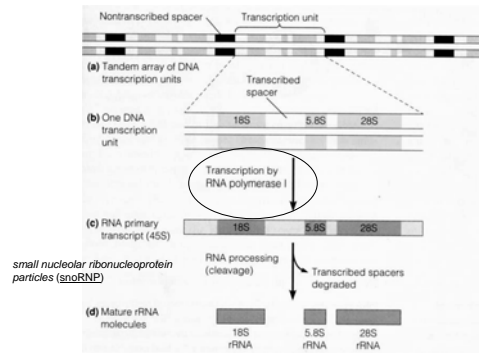 Nontranscribed spacer
Transcription unit
(a) Tandem array of DNA
transcription units
Transcribed
spacer
(b) One DNA
transcription
unit
18S 5.8S 28S
Transcription by
RNA polymerase I
(c) RNA primary
transcript (45S)
18S 5.8S 28S
small nucleolar ribonucleoprotein
particles (snoRNP)
RNA processing
(cleavage)
Transcribed spacers
degraded
(d) Mature rRNA
molecules
18S 5.8S 28S
rRNA rRNA rRNA